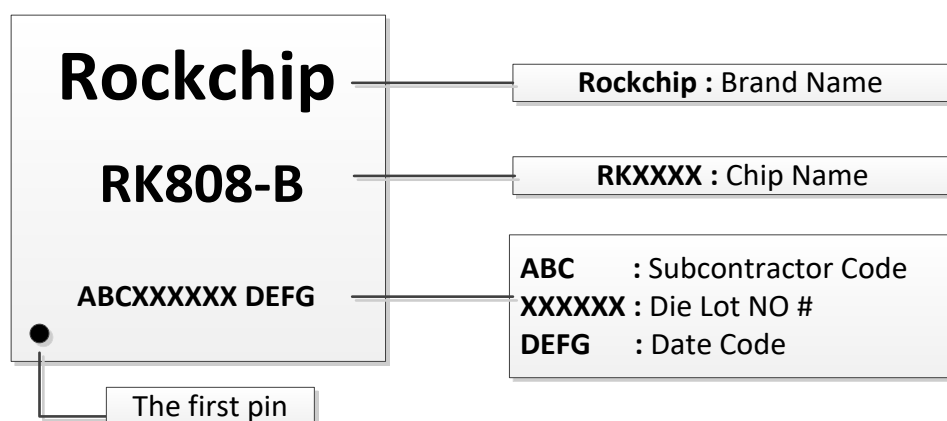 Rockchip
Rockchip : Brand Name
RK808-B
RKXXXX : Chip Name
ABCXXXXXX DEFG
ABC : Subcontractor Code
XXXXXX : Die Lot NO #
DEFG : Date Code
The first pin